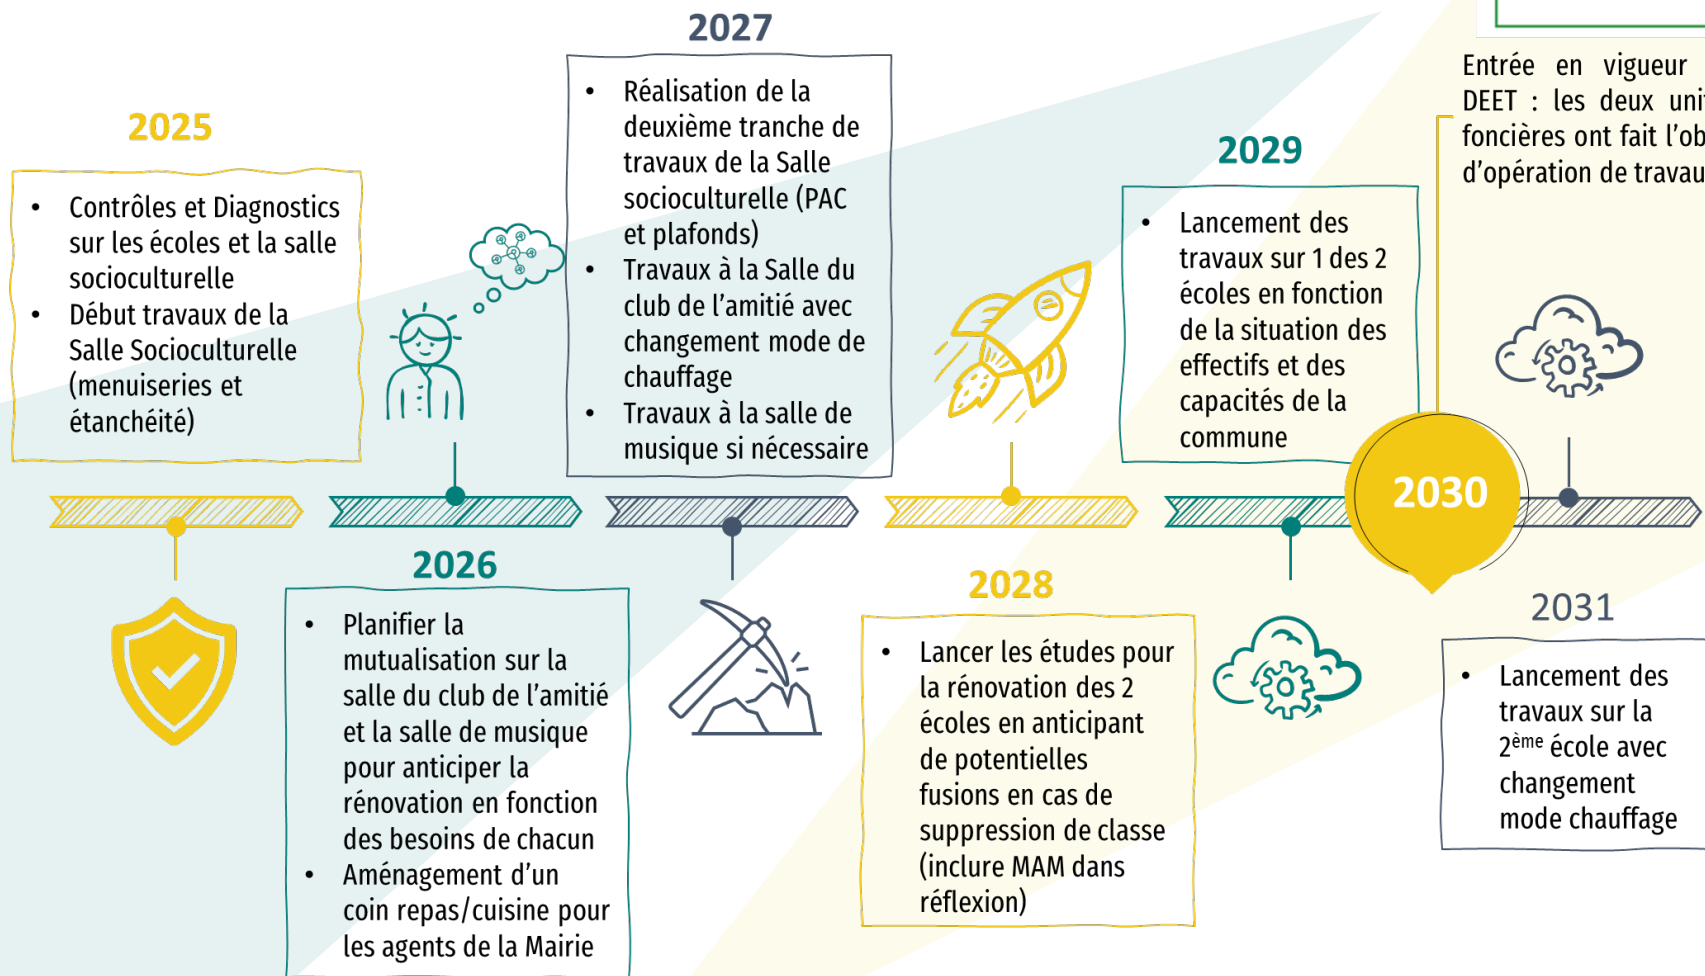 2025
• Contrôles et Diagnostics
sur les écoles et la salle
socioculturelle
• Début travaux de la
Salle Socioculturelle
(menuiseries et
étanchéité)
2026
• Planifier la
mutualisation sur la
salle du club de l’amitié
et la salle de musique
pour anticiper la
rénovation en fonction
des besoins de chacun
• Aménagement d’un
coin repas/cuisine pour
les agents de la Mairie
2027
• Réalisation de la
deuxième tranche de
travaux de la Salle
socioculturelle (PAC
et plafonds)
• Travaux à la Salle du
club de l’amitié avec
changement mode de
chauffage
• Travaux à la salle de
musique si nécessaire
2028
• Lancer les études pour
la rénovation des 2
écoles en anticipant
de potentielles
fusions en cas de
suppression de classe
(inclure MAM dans
réflexion)
2029
• Lancement des
travaux sur 1 des 2
écoles en fonction
de la situation des
effectifs et des
capacités de la
commune
2030
Entrée en vigueur
DEET : les deux
foncières ont fait
d’opération de
2031
• Lancement des
travaux sur la
2ème école avec
changement
mode chauffage